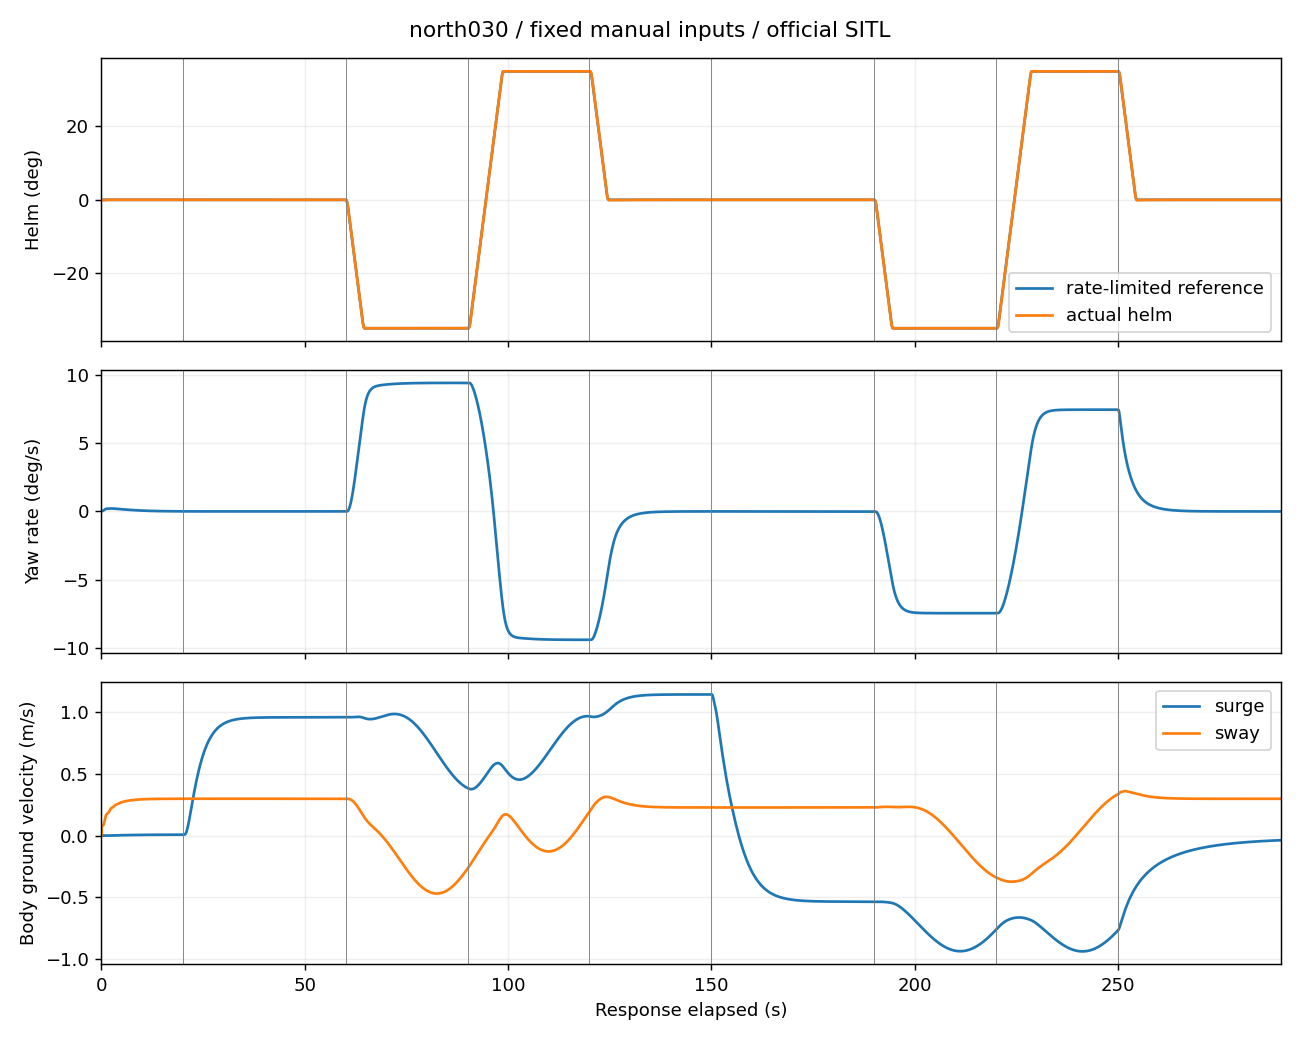 north030 / fixed manual inputs / official SITL
Helm (deg)
20
0
−20
rate-limited reference
actual helm
Yaw rate (deg/s)
10
5
0
−5
−10
Body ground velocity (m/s)
1.0
0.5
0.0
−0.5
−1.0
surge
sway
0 50 100 150 200 250
Response elapsed (s)